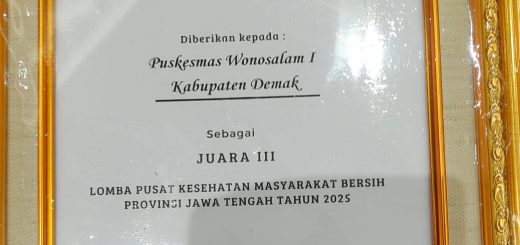 Diberikan kepada :
Puskesmas Wonosalam I
Kabupaten Demak
Sebagai
JUARA III
LOMBA PUSAT KESEHATAN MASYARAKAT BERSIH
PROVINSI JAWA TENGAH TAHUN 2025